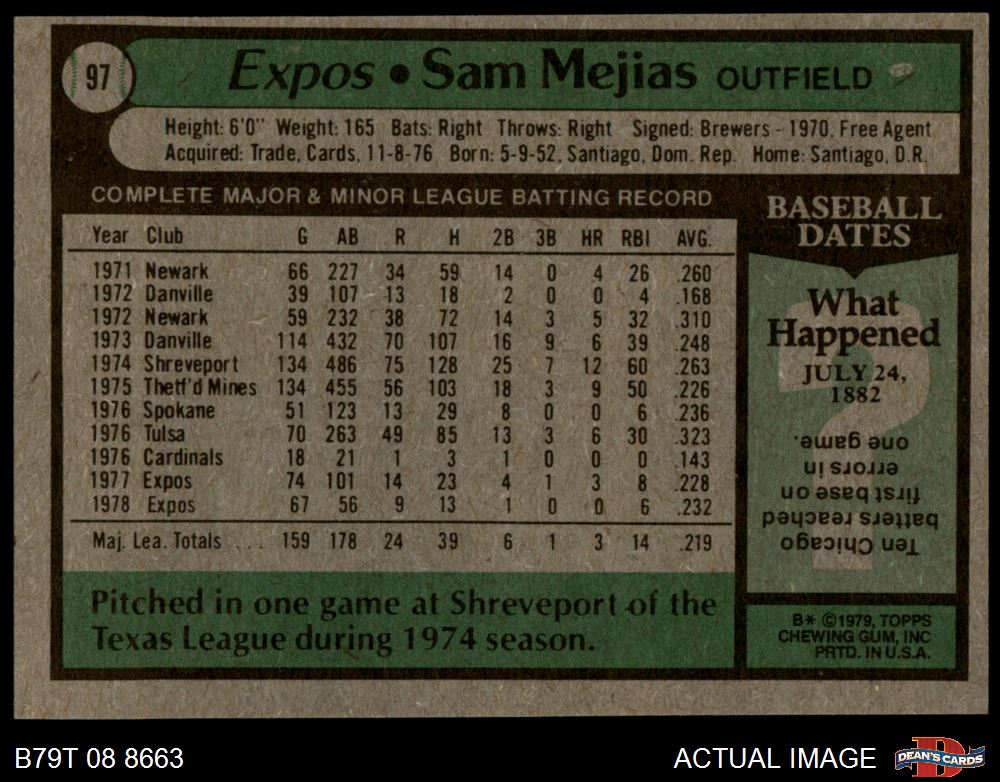 97
Expos • Sam Mejias OUTFIELD
Height: 6'0" Weight: 165 Bats: Right Throws: Right Signed: Brewers - 1970, Free Agent
Acquired: Trade, Cards, 11-8-76 Born: 5-9-52, Santiago, Dom. Rep. Home: Santiago, D.R.
COMPLETE MAJOR & MINOR LEAGUE BATTING RECORD
Year Club G AB R H 2B 3B HR RBI AVG.
1971 Newark 66 227 34 59 14 0 4 26 .260
1972 Danville 39 107 13 18 2 0 0 4 .168
1972 Newark 59 232 38 72 14 3 5 32 .310
1973 Danville 114 432 70 107 16 9 6 39 .248
1974 Shreveport 134 486 75 128 25 7 12 60 .263
1975 Thetf'd Mines 134 455 56 103 18 3 9 50 .226
1976 Spokane 51 123 13 29 8 0 0 6 .236
1976 Tulsa 70 263 49 85 13 3 6 30 .323
1976 Cardinals 18 21 1 3 1 0 0 0 .143
1977 Expos 74 101 14 23 4 1 3 8 .228
1978 Expos 67 56 9 13 1 0 0 6 .232
Maj. Lea. Totals . . . 159 178 24 39 6 1 3 14 .219
Pitched in one game at Shreveport of the
Texas League during 1974 season.
BASEBALL
DATES
?
What
Happened
JULY 24,
1882
Ten Chicago
batters reached
first base on
errors in
one game.
B* ©1979, TOPPS
CHEWING GUM, INC
PRTD. IN U.S.A.
B79T 08 8663
ACTUAL IMAGE
D
DEAN'S CARDS